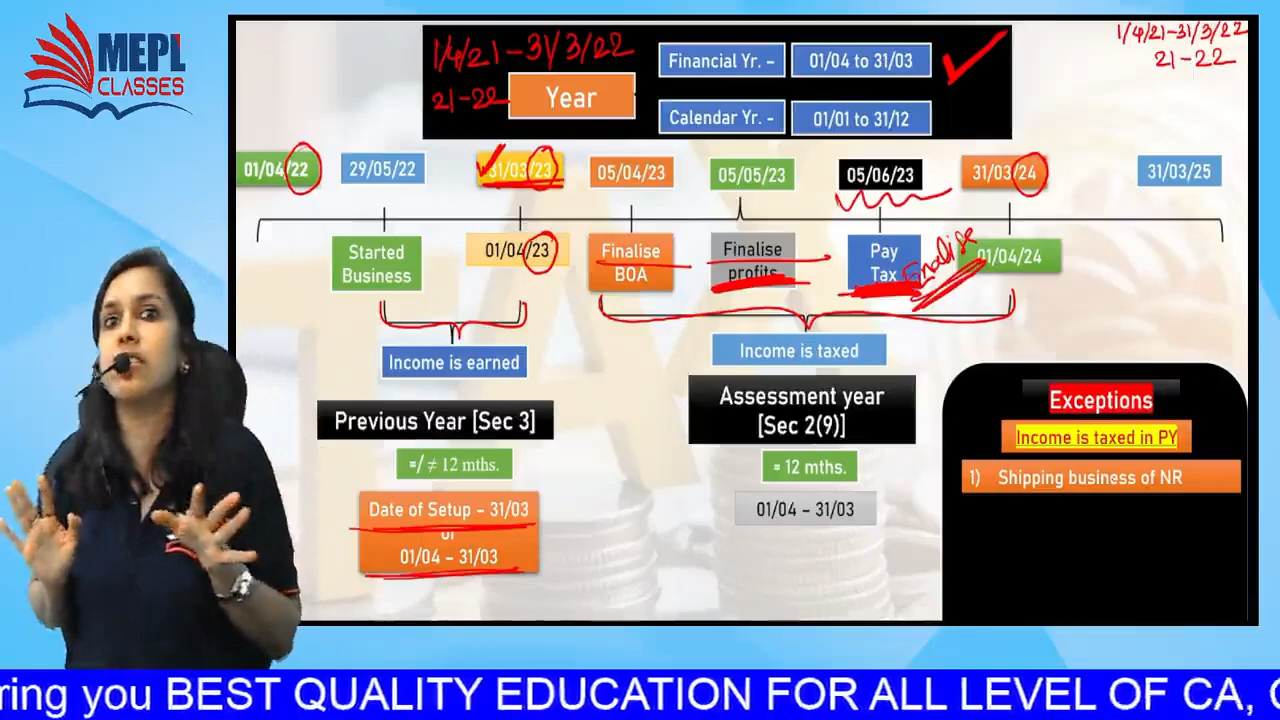 MEPL
CLASSES
1/4/21-31/3/22
21-22
Year
Financial Yr. -
01/04 to 31/03
Calendar Yr. -
01/01 to 31/12
1/4/21-31/3/22
21-22
01/04/22
29/05/22
31/03/23
05/04/23
05/05/23
05/06/23
31/03/24
31/03/25
Started
Business
01/04/23
Finalise
BOA
Finalise
profits
Pay
Tax
Finalise
01/04/24
Income is earned
Income is taxed
Previous Year [Sec 3]
=/ ≠ 12 mths.
Date of Setup - 31/03
or
01/04 - 31/03
Assessment year
[Sec 2(9)]
= 12 mths.
01/04 - 31/03
Exceptions
Income is taxed in PY
1) Shipping business of NR
ring you BEST QUALITY EDUCATION FOR ALL LEVEL OF CA, C